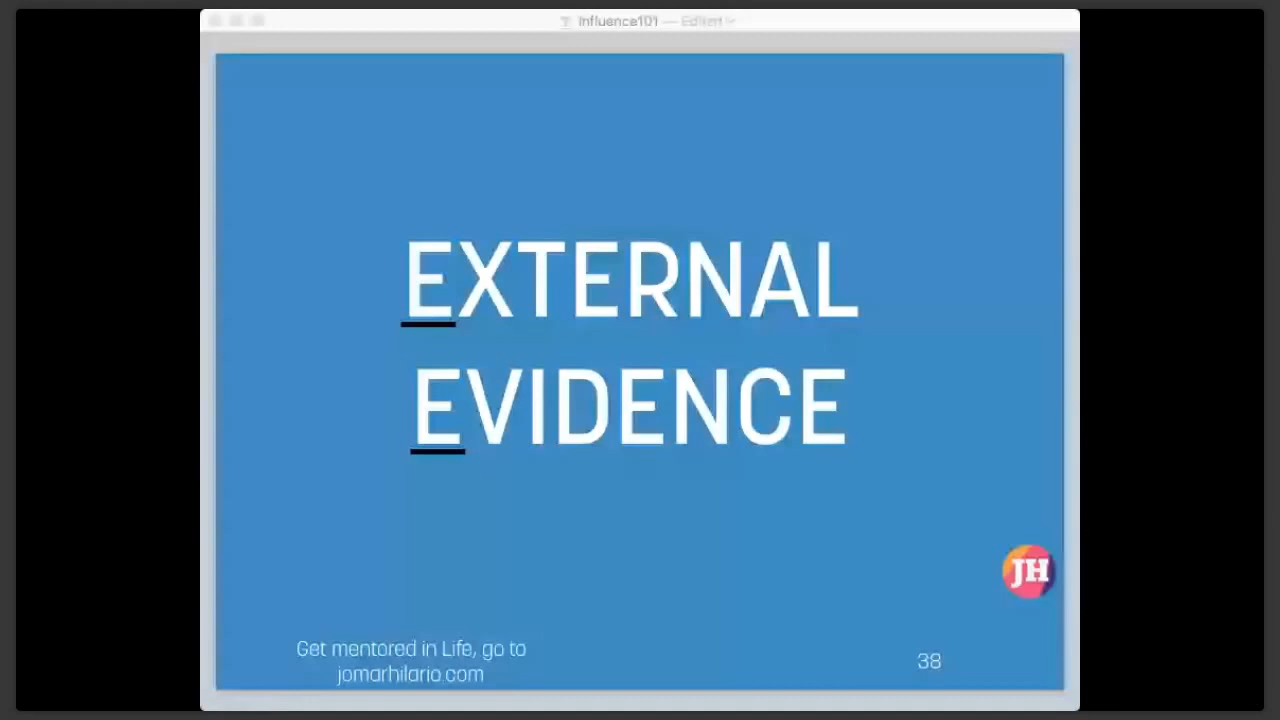 Influence101 — Edited
EXTERNAL
EVIDENCE
JH
Get mentored in Life, go to
jomarhilario.com
38